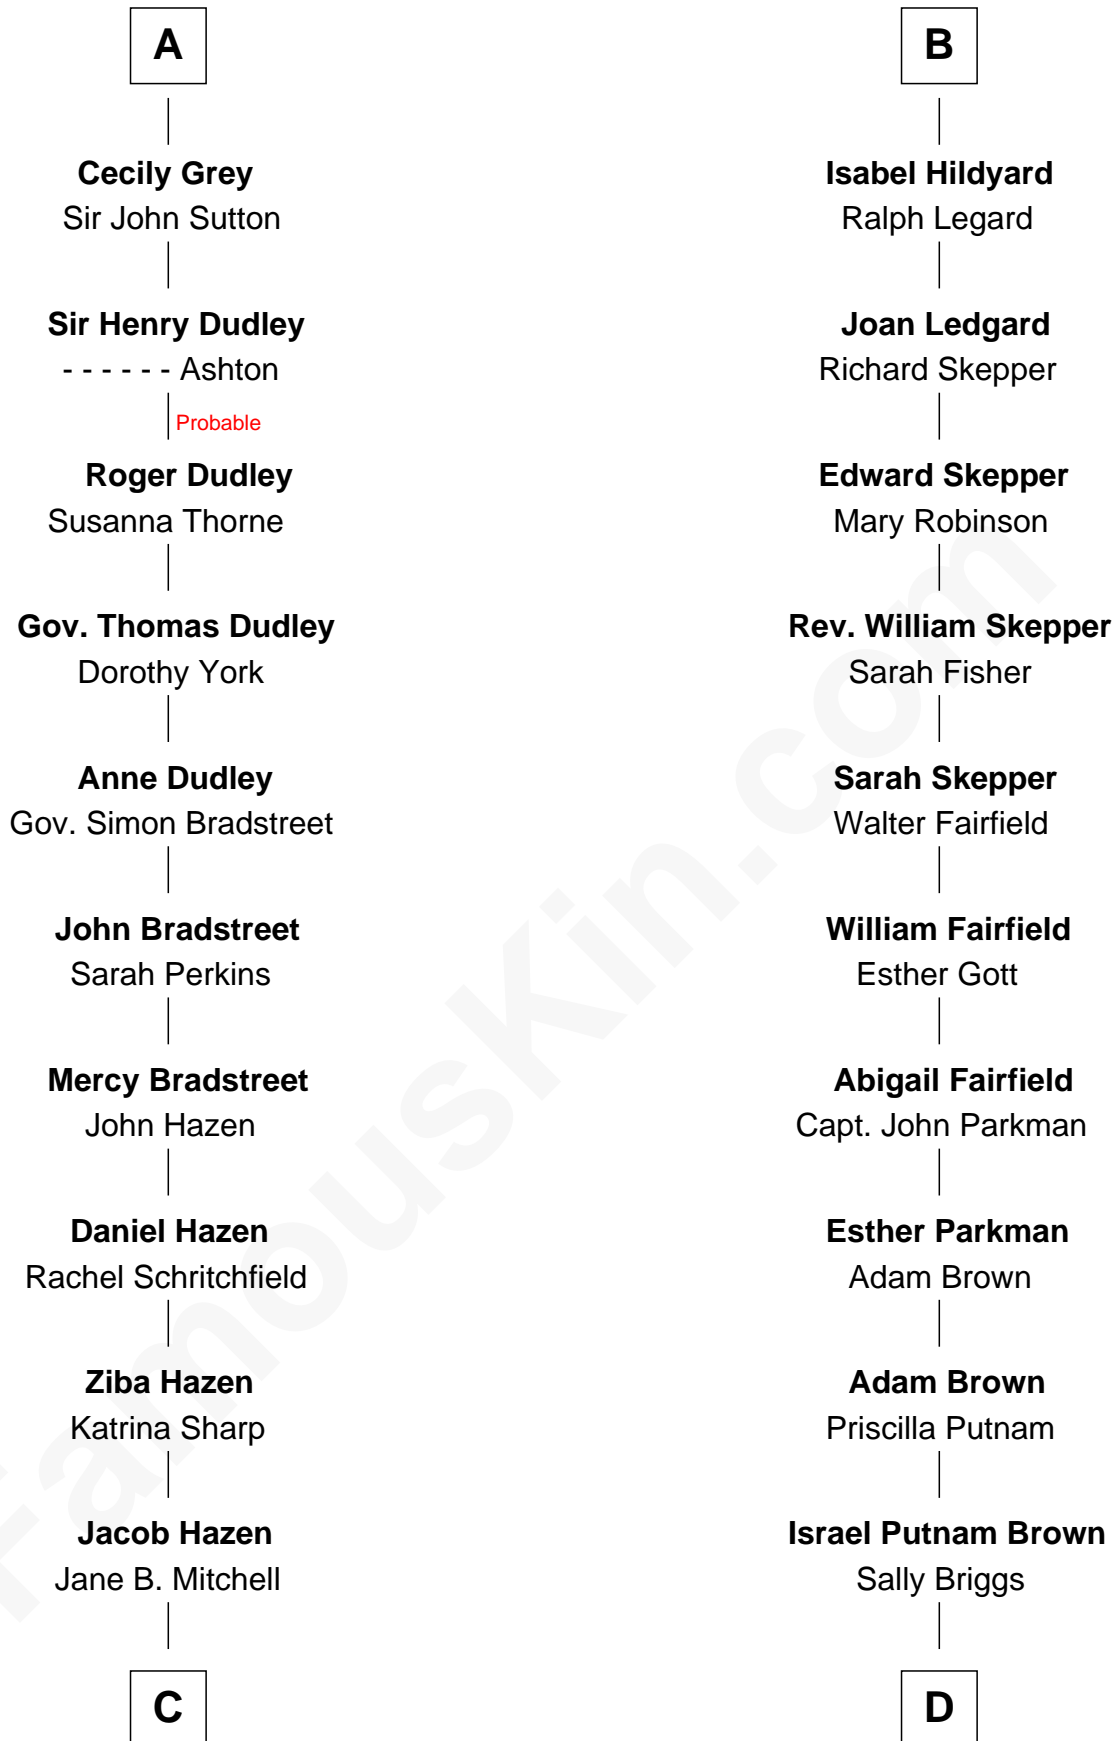 A
Cecily Grey
Sir John Sutton
Sir Henry Dudley
- - - - - - Ashton
Probable
Roger Dudley
Susanna Thorne
Gov. Thomas Dudley
Dorothy York
Anne Dudley
Gov. Simon Bradstreet
John Bradstreet
Sarah Perkins
Mercy Bradstreet
John Hazen
Daniel Hazen
Rachel Schritchfield
Ziba Hazen
Katrina Sharp
Jacob Hazen
Jane B. Mitchell
C
B
Isabel Hildyard
Ralph Legard
Joan Ledgard
Richard Skepper
Edward Skepper
Mary Robinson
Rev. William Skepper
Sarah Fisher
Sarah Skepper
Walter Fairfield
William Fairfield
Esther Gott
Abigail Fairfield
Capt. John Parkman
Esther Parkman
Adam Brown
Adam Brown
Priscilla Putnam
Israel Putnam Brown
Sally Briggs
D
FamousKin.com